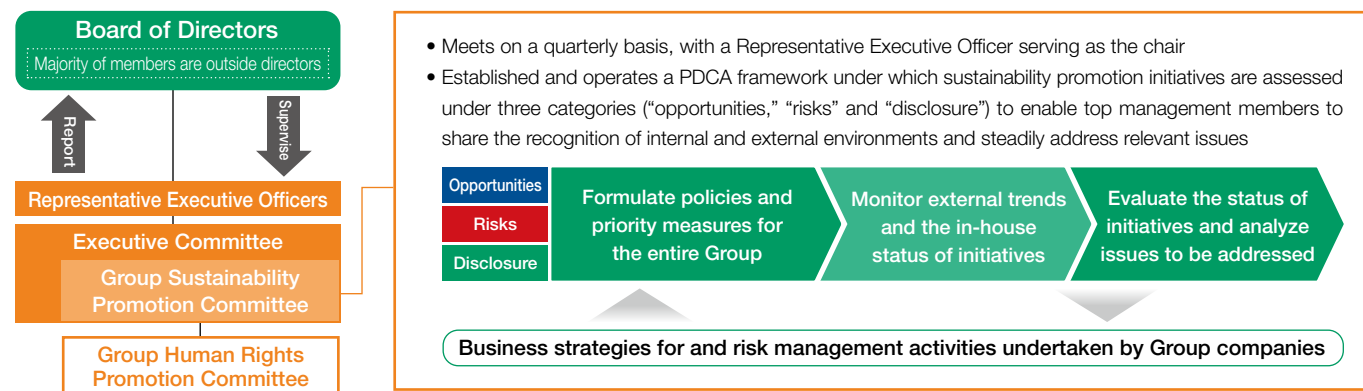 Board of Directors
Majority of members are outside directors
Report
Supervise
Representative Executive Officers
Executive Committee
Group Sustainability
Promotion Committee
Group Human Rights
Promotion Committee
• Meets on a quarterly basis, with a Representative Executive Officer serving as the chair
• Established and operates a PDCA framework under which sustainability promotion initiatives are assessed
under three categories (“opportunities,” “risks” and “disclosure”) to enable top management members to
share the recognition of internal and external environments and steadily address relevant issues
Opportunities
Risks
Disclosure
Formulate policies and
priority measures for
the entire Group
Monitor external trends
and the in-house
status of initiatives
Evaluate the status of
initiatives and analyze
issues to be addressed
Business strategies for and risk management activities undertaken by Group companies